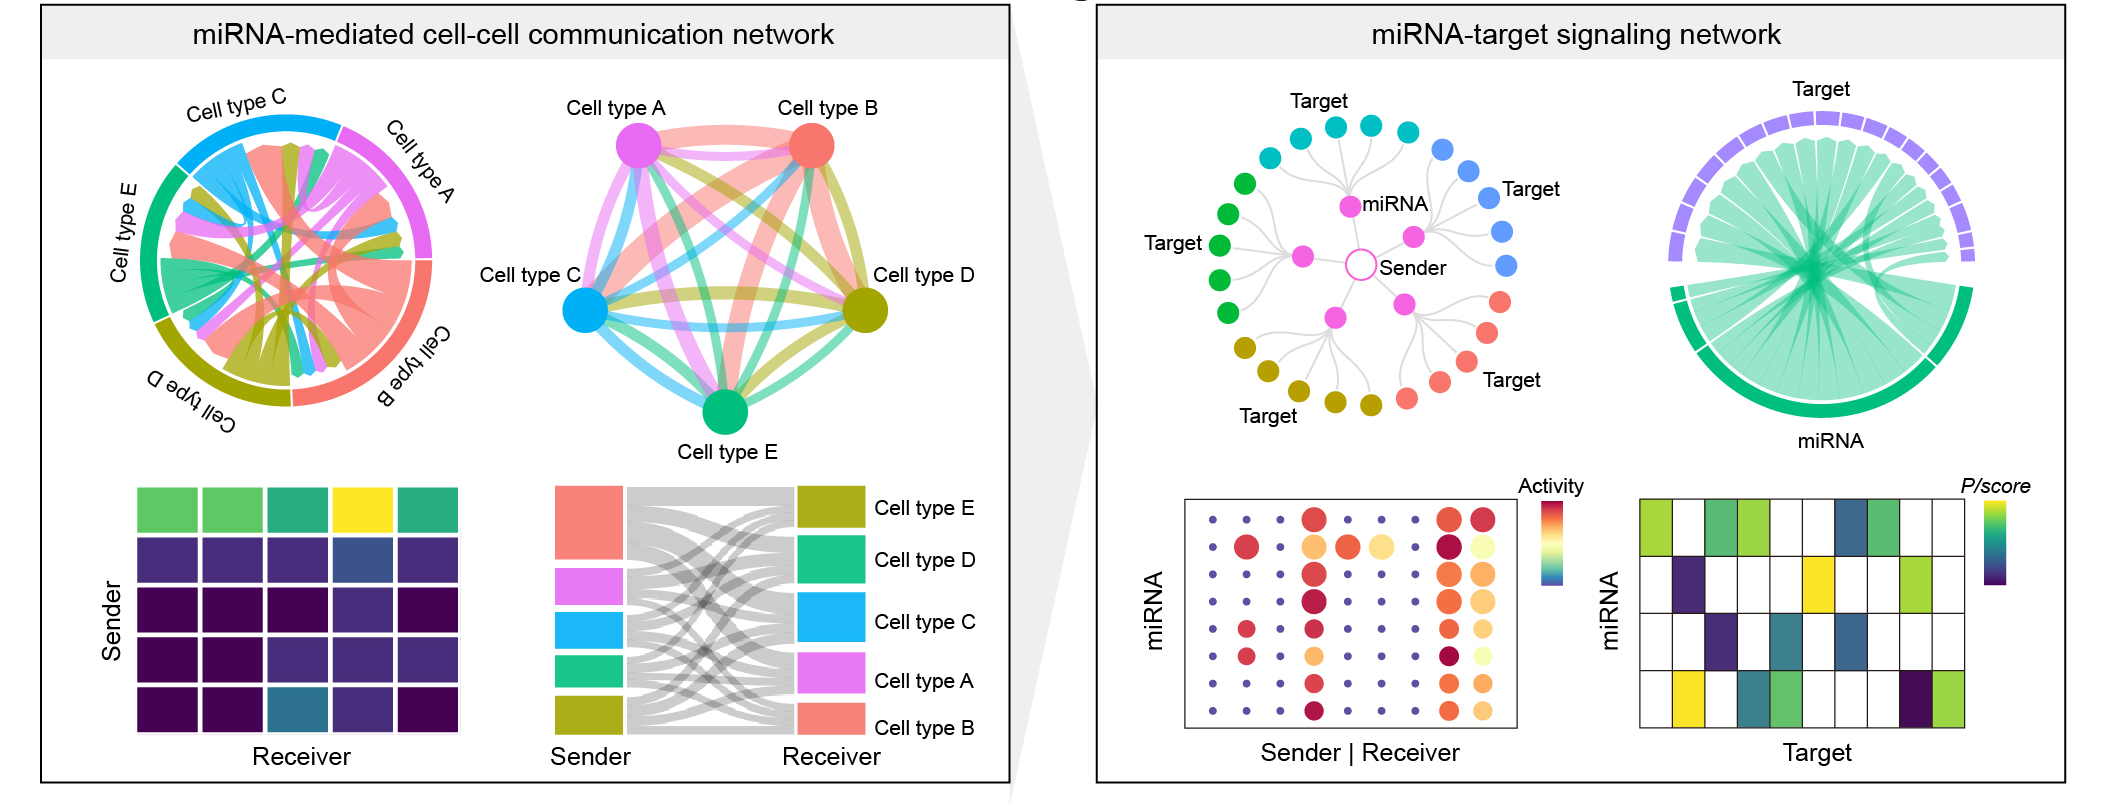 miRNA-mediated cell-cell communication network
Cell type C
Cell type A
Cell type E
Cell type D
Cell type B
Cell type A
Cell type B
Cell type C
Cell type D
Cell type E
Sender
Receiver
Cell type E
Cell type D
Cell type C
Cell type A
Cell type B
Sender
Receiver
miRNA-target signaling network
Target
miRNA
Target
Target
Sender
Target
Target
Target
miRNA
Activity
miRNA
Sender | Receiver
P/score
miRNA
Target